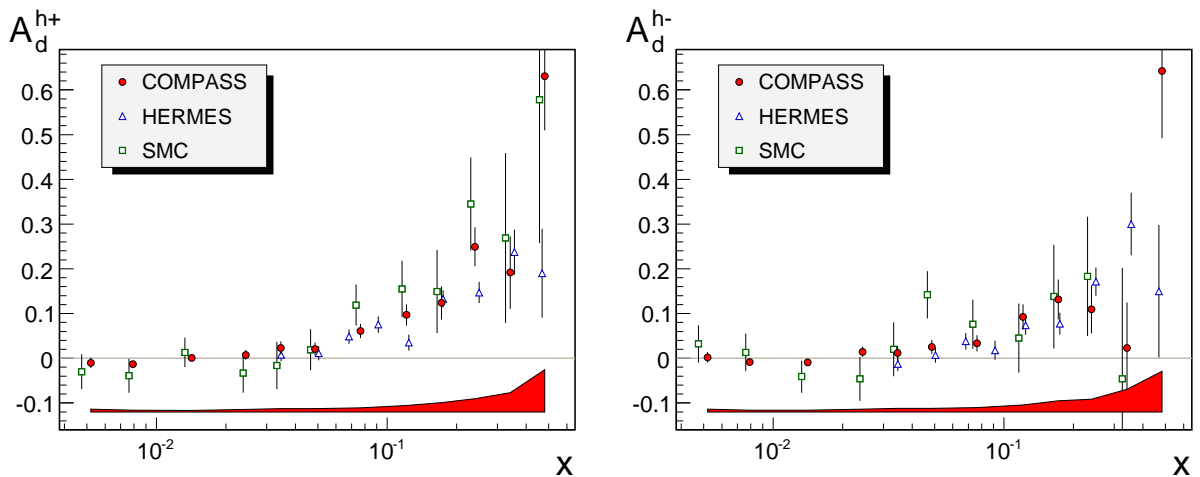 A_d^{h+}
COMPASS
HERMES
SMC
0.6
0.5
0.4
0.3
0.2
0.1
0
-0.1
10^{-2}
10^{-1}
x
A_d^{h-}
COMPASS
HERMES
SMC
0.6
0.5
0.4
0.3
0.2
0.1
0
-0.1
10^{-2}
10^{-1}
x